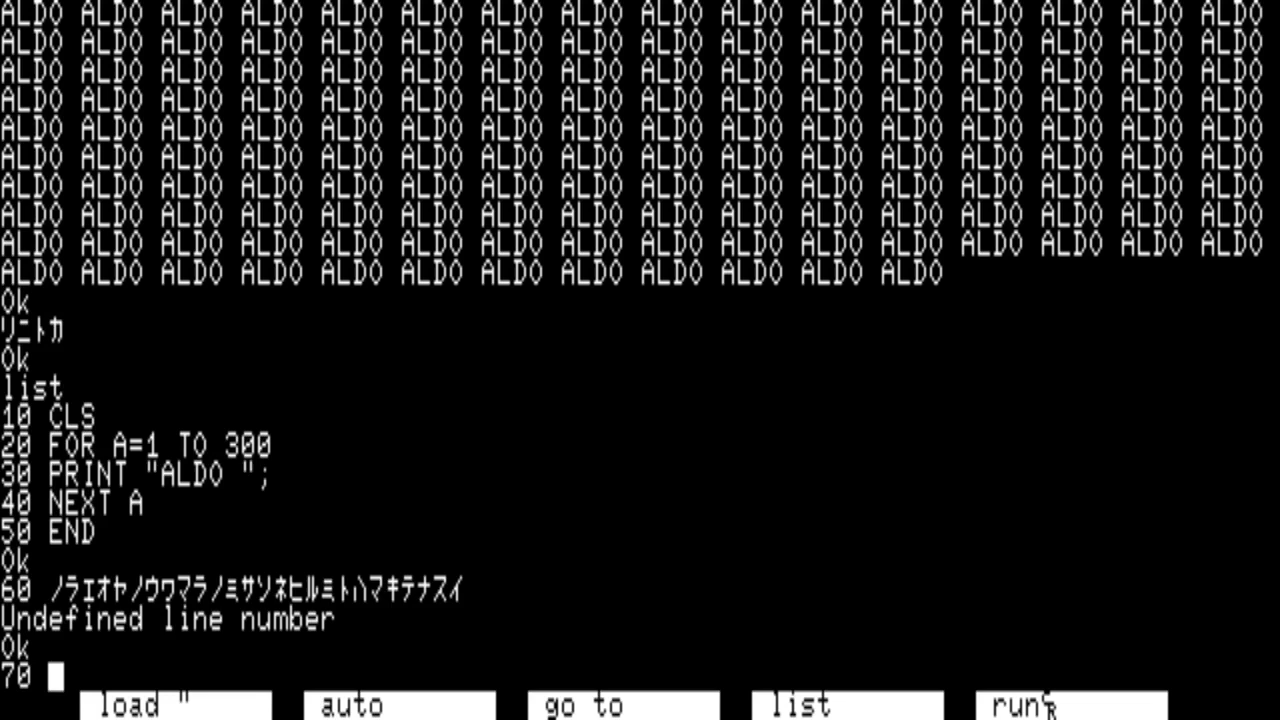 ALDO ALDO ALDO ALDO ALDO ALDO ALDO ALDO ALDO ALDO ALDO ALDO ALDO ALDO ALDO ALDO
ALDO ALDO ALDO ALDO ALDO ALDO ALDO ALDO ALDO ALDO ALDO ALDO ALDO ALDO ALDO ALDO
ALDO ALDO ALDO ALDO ALDO ALDO ALDO ALDO ALDO ALDO ALDO ALDO ALDO ALDO ALDO ALDO
ALDO ALDO ALDO ALDO ALDO ALDO ALDO ALDO ALDO ALDO ALDO ALDO ALDO ALDO ALDO ALDO
ALDO ALDO ALDO ALDO ALDO ALDO ALDO ALDO ALDO ALDO ALDO ALDO ALDO ALDO ALDO ALDO
ALDO ALDO ALDO ALDO ALDO ALDO ALDO ALDO ALDO ALDO ALDO ALDO ALDO ALDO ALDO ALDO
ALDO ALDO ALDO ALDO ALDO ALDO ALDO ALDO ALDO ALDO ALDO ALDO ALDO ALDO ALDO ALDO
ALDO ALDO ALDO ALDO ALDO ALDO ALDO ALDO ALDO ALDO ALDO ALDO ALDO ALDO ALDO ALDO
ALDO ALDO ALDO ALDO ALDO ALDO ALDO ALDO ALDO ALDO ALDO ALDO ALDO ALDO ALDO ALDO
ALDO ALDO ALDO ALDO ALDO ALDO ALDO ALDO ALDO ALDO ALDO ALDO
Ok
ﾘﾆﾄｶ
Ok
list
10 CLS
20 FOR A=1 TO 300
30 PRINT "ALDO ";
40 NEXT A
50 END
Ok
60 ﾉﾗｴｵﾔﾉｳﾜﾏﾗﾉﾐｻｿﾈﾋﾙﾐﾄﾊﾏｷﾃﾅｽｲ
Undefined line number
Ok
70
load " auto go to list run␍